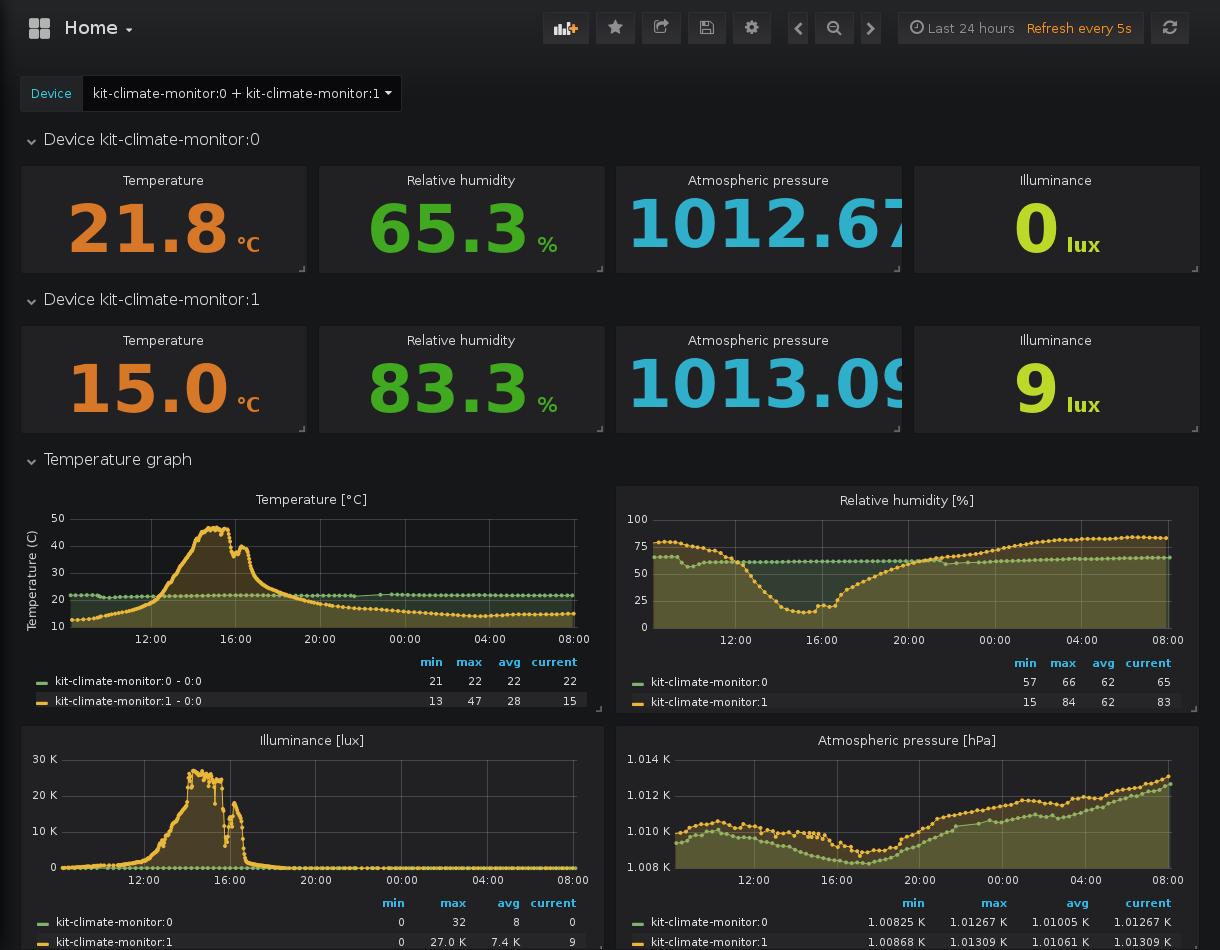 Home
Last 24 hours Refresh every 5s
Device kit-climate-monitor:0 + kit-climate-monitor:1
Device kit-climate-monitor:0
Temperature Relative humidity Atmospheric pressure Illuminance
21.8 °C 65.3 % 1012.67 0 lux
Device kit-climate-monitor:1
Temperature Relative humidity Atmospheric pressure Illuminance
15.0 °C 83.3 % 1013.09 9 lux
Temperature graph
Temperature [°C]
Temperature (C)
50
40
30
20
10
12:00 16:00 20:00 00:00 04:00 08:00
min max avg current
kit-climate-monitor:0 - 0:0 21 22 22 22
kit-climate-monitor:1 - 0:0 13 47 28 15
Relative humidity [%]
100
75
50
25
0
12:00 16:00 20:00 00:00 04:00 08:00
min max avg current
kit-climate-monitor:0 57 66 62 65
kit-climate-monitor:1 15 84 62 83
Illuminance [lux]
30 K
20 K
10 K
0
12:00 16:00 20:00 00:00 04:00 08:00
min max avg current
kit-climate-monitor:0 0 32 8 0
kit-climate-monitor:1 0 27.0 K 7.4 K 9
Atmospheric pressure [hPa]
1.014 K
1.012 K
1.010 K
1.008 K
12:00 16:00 20:00 00:00 04:00 08:00
min max avg current
kit-climate-monitor:0 1.00825 K 1.01267 K 1.01005 K 1.01267 K
kit-climate-monitor:1 1.00868 K 1.01309 K 1.01061 K 1.01309 K